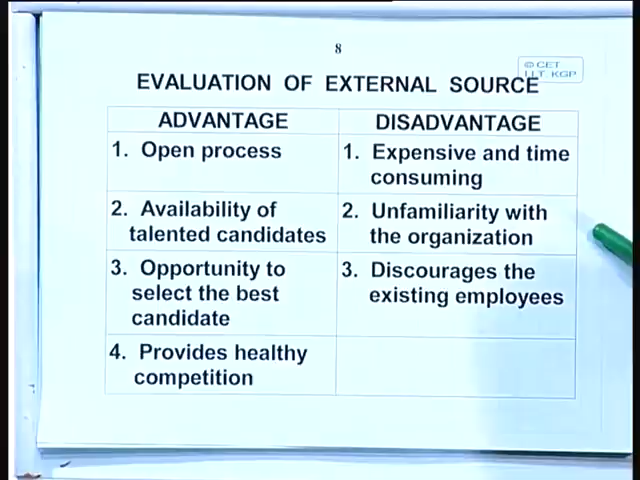 8
© CET
I.I.T. KGP
EVALUATION OF EXTERNAL SOURCE
ADVANTAGE
DISADVANTAGE
1. Open process
1. Expensive and time
consuming
2. Availability of
talented candidates
2. Unfamiliarity with
the organization
3. Opportunity to
select the best
candidate
3. Discourages the
existing employees
4. Provides healthy
competition